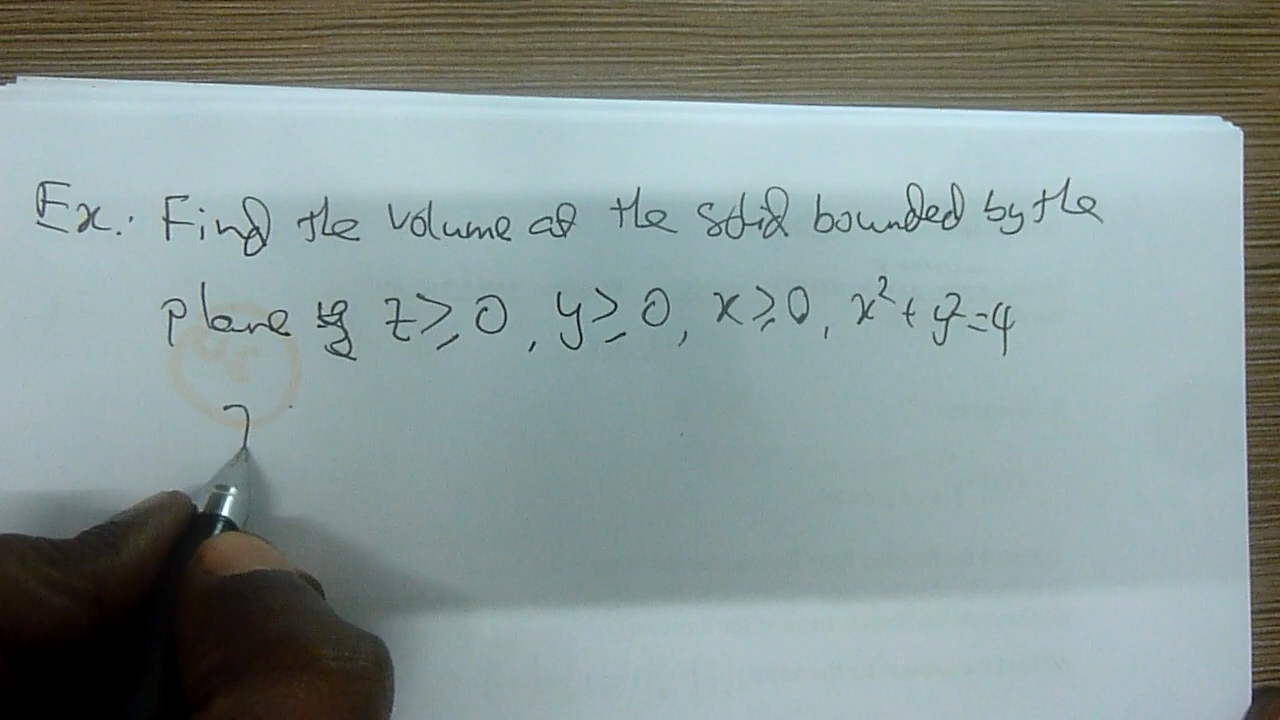 Ex: Find the volume of the solid bounded by the
plane z ≥ 0, y ≥ 0, x ≥ 0, x² + y² = 4